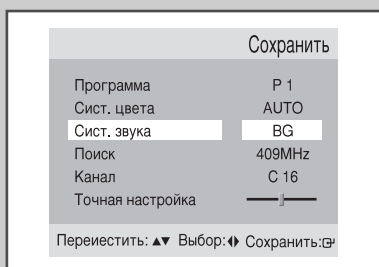 Сохранить
Программа P 1
Сист. цвета AUTO
Сист. звука BG
Поиск 409MHz
Канал C 16
Точная настройка
Переиестить: ▲▼ Выбор: ◀▶ Сохранить: